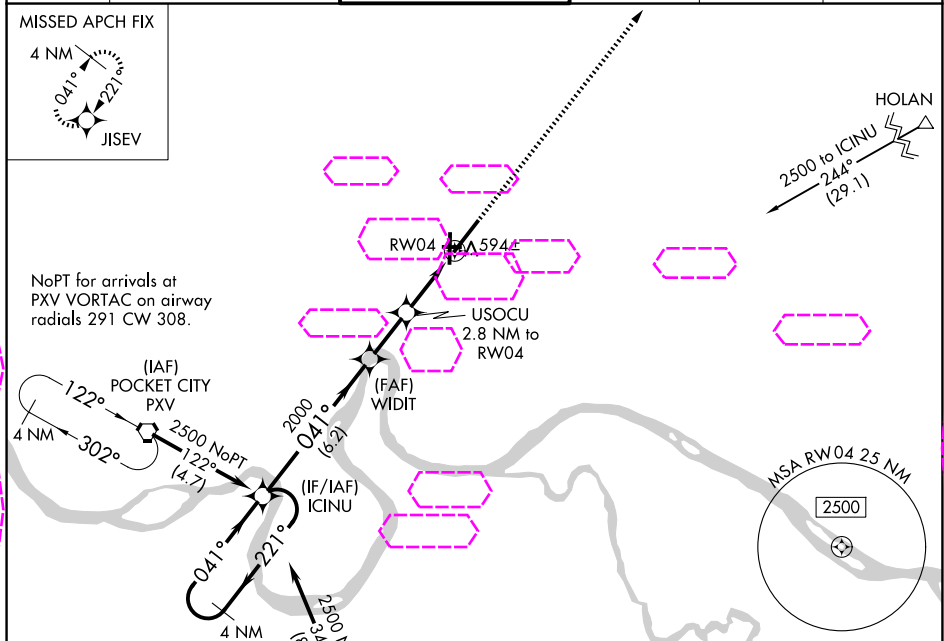 MISSED APCH FIX
4 NM
041°
221°
JISEV
HOLAN
2500 to ICINU
244°
(29.1)
RW04
594±
NoPT for arrivals at
PXV VORTAC on airway
radials 291 CW 308.
USOCU
2.8 NM to
RW04
(IAF)
POCKET CITY
PXV
(FAF)
WIDIT
122°
302°
4 NM
2500 NoPT
122°
(4.7)
2000
041°
(6.2)
(IF/IAF)
ICINU
MSA RW04 25 NM
2500
041°
221°
4 NM
2500